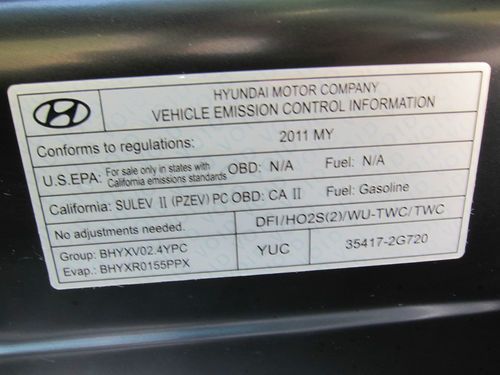 HYUNDAI MOTOR COMPANY
VEHICLE EMISSION CONTROL INFORMATION
Conforms to regulations: 2011 MY
U.S.EPA: For sale only in states with California emissions standards OBD: N/A Fuel: N/A
California: SULEV II (PZEV) PC OBD: CA II Fuel: Gasoline
No adjustments needed. DFI/HO2S(2)/WU-TWC/TWC
Group: BHYXV02.4YPC
Evap.: BHYXR0155PPX
YUC 35417-2G720